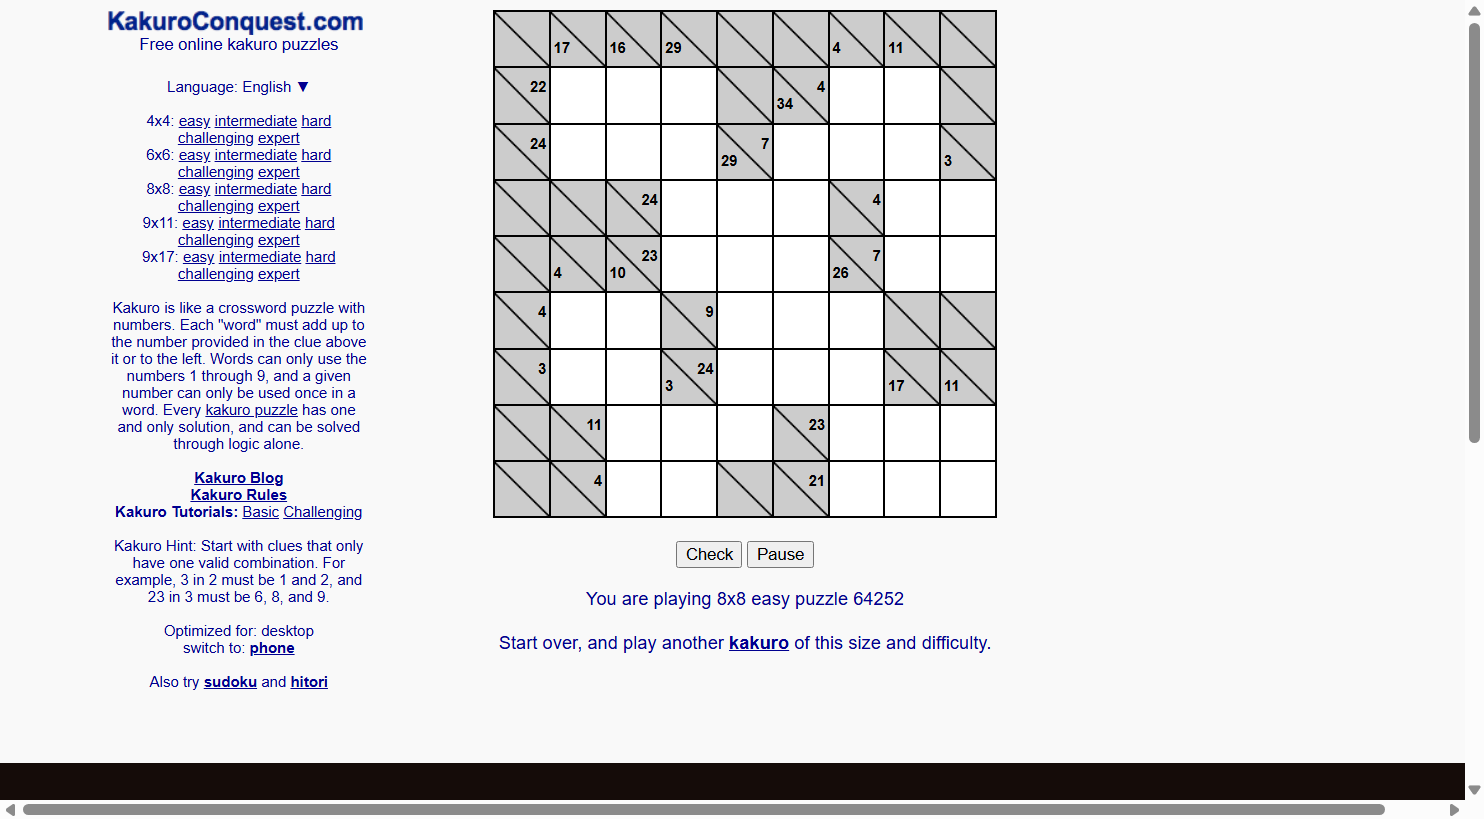 KakuroConquest.com
Free online kakuro puzzles
Language: English ▼
4x4: easy intermediate hard
challenging expert
6x6: easy intermediate hard
challenging expert
8x8: easy intermediate hard
challenging expert
9x11: easy intermediate hard
challenging expert
9x17: easy intermediate hard
challenging expert
Kakuro is like a crossword puzzle with
numbers. Each "word" must add up to
the number provided in the clue above
it or to the left. Words can only use the
numbers 1 through 9, and a given
number can only be used once in a
word. Every kakuro puzzle has one
and only solution, and can be solved
through logic alone.
Kakuro Blog
Kakuro Rules
Kakuro Tutorials: Basic Challenging
Kakuro Hint: Start with clues that only
have one valid combination. For
example, 3 in 2 must be 1 and 2, and
23 in 3 must be 6, 8, and 9.
Optimized for: desktop
switch to: phone
Also try sudoku and hitori
17 16 29 4 11
22 34 4
24 29 7 3
24 4
4 10 23 26 7
4 9
3 3 24 17 11
11 23
4 21
Check Pause
You are playing 8x8 easy puzzle 64252
Start over, and play another kakuro of this size and difficulty.